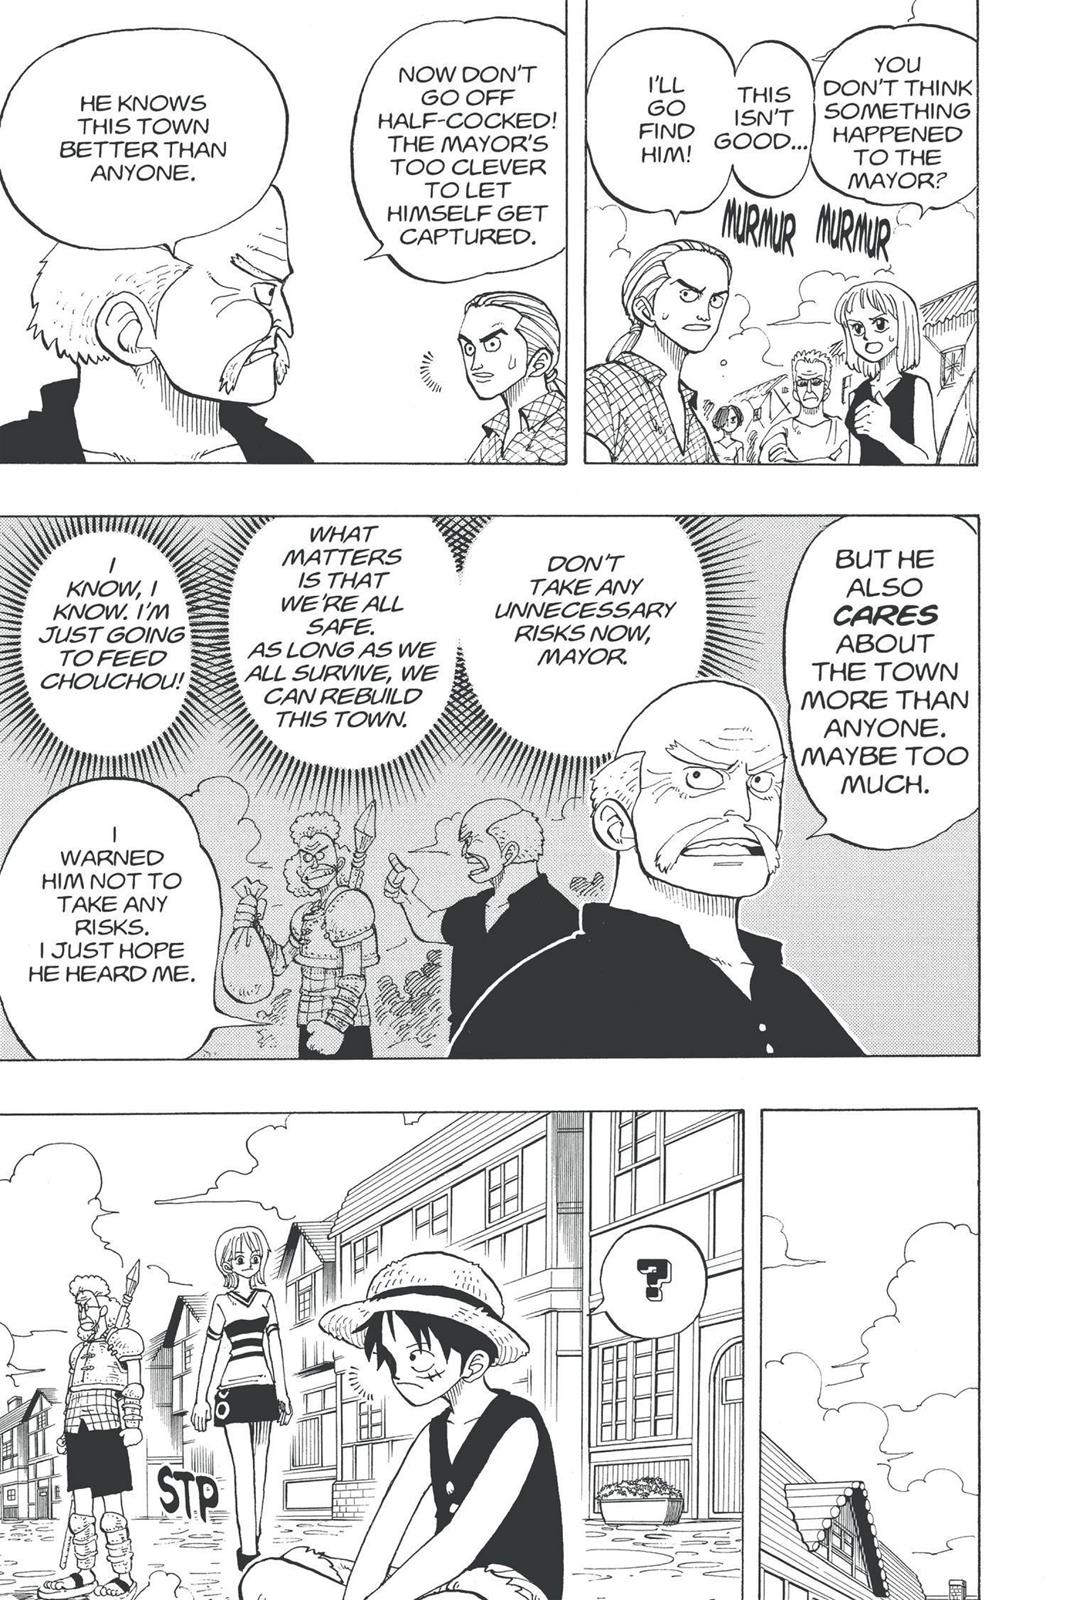 YOU
DON'T THINK
SOMETHING
HAPPENED
TO THE
MAYOR?
THIS
ISN'T
GOOD...
I'LL
GO
FIND
HIM!
MURMUR
MURMUR
NOW DON'T
GO OFF
HALF-COCKED!
THE MAYOR'S
TOO CLEVER
TO LET
HIMSELF GET
CAPTURED.
HE KNOWS
THIS TOWN
BETTER THAN
ANYONE.
BUT HE
ALSO
CARES
ABOUT
THE TOWN
MORE THAN
ANYONE.
MAYBE TOO
MUCH.
DON'T
TAKE ANY
UNNECESSARY
RISKS NOW,
MAYOR.
WHAT
MATTERS
IS THAT
WE'RE ALL
SAFE.
AS LONG AS WE
ALL SURVIVE, WE
CAN REBUILD
THIS TOWN.
I
KNOW, I
KNOW. I'M
JUST GOING
TO FEED
CHOUCHOU!
I
WARNED
HIM NOT TO
TAKE ANY
RISKS.
I JUST HOPE
HE HEARD ME.
?
STP